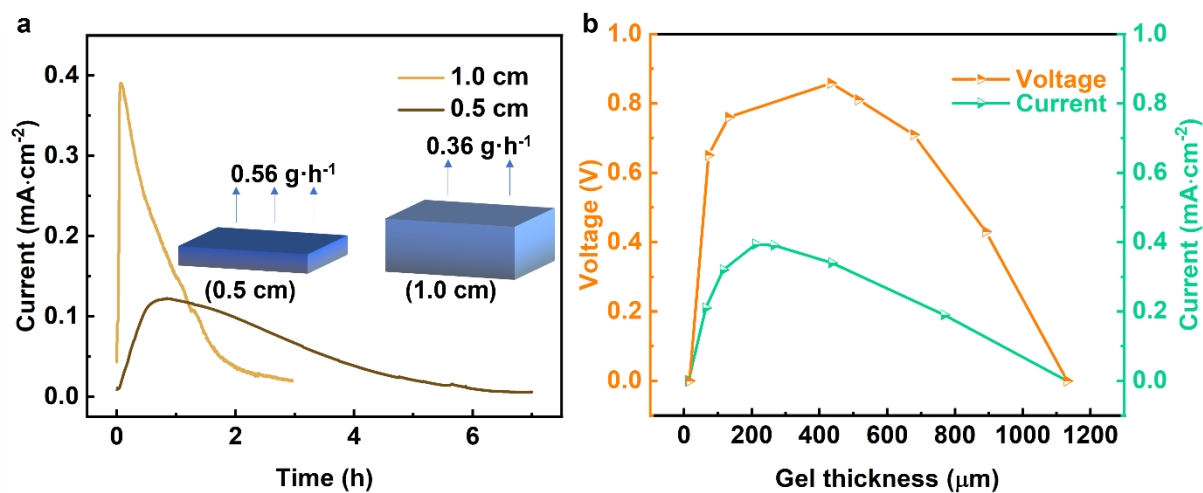 a
Current (mA·cm⁻²)
0.4
0.3
0.2
0.1
0.0
0
2
4
6
Time (h)
1.0 cm
0.5 cm
0.56 g·h⁻¹
0.36 g·h⁻¹
(0.5 cm)
(1.0 cm)
b
Voltage (V)
1.0
0.8
0.6
0.4
0.2
0.0
0
200
400
600
800
1000
1200
Gel thickness (μm)
Voltage
Current
1.0
0.8
0.6
0.4
0.2
0.0
Current (mA·cm⁻²)